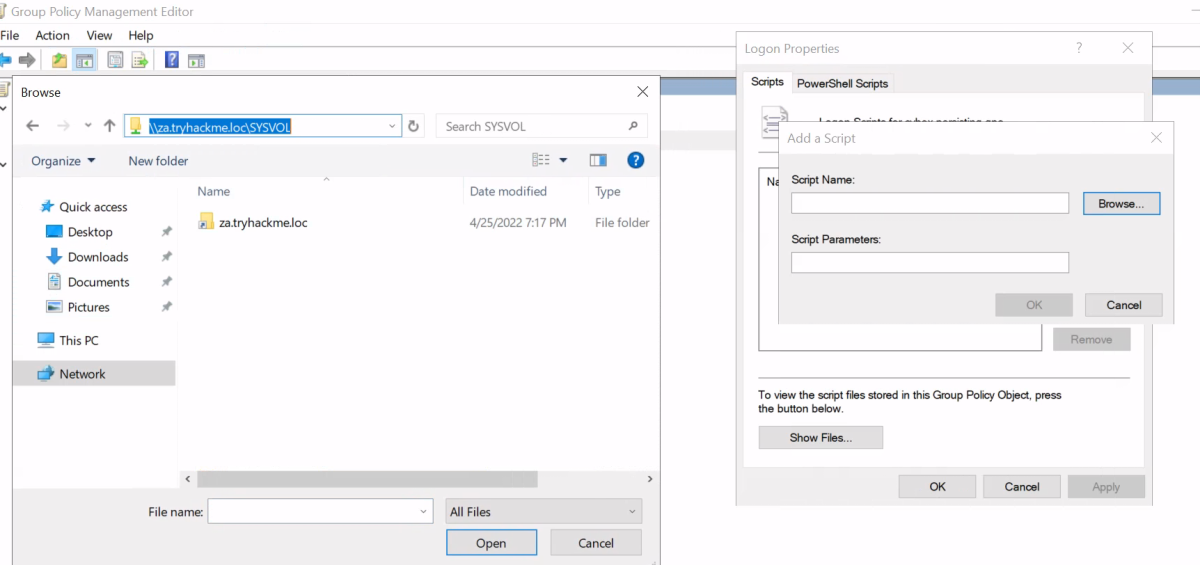 Group Policy Management Editor
File Action View Help
Browse
\\za.tryhackme.loc\SYSVOL
Search SYSVOL
Organize
New folder
Name
Date modified
Type
Quick access
Desktop
Downloads
Documents
Pictures
This PC
Network
za.tryhackme.loc
4/25/2022 7:17 PM
File folder
File name:
All Files
Open
Cancel
Logon Properties
Scripts
PowerShell Scripts
Logon Scripts for
Add a Script
Script Name:
Browse...
Script Parameters:
OK
Cancel
Remove
To view the script files stored in this Group Policy Object, press
the button below.
Show Files...
OK
Cancel
Apply